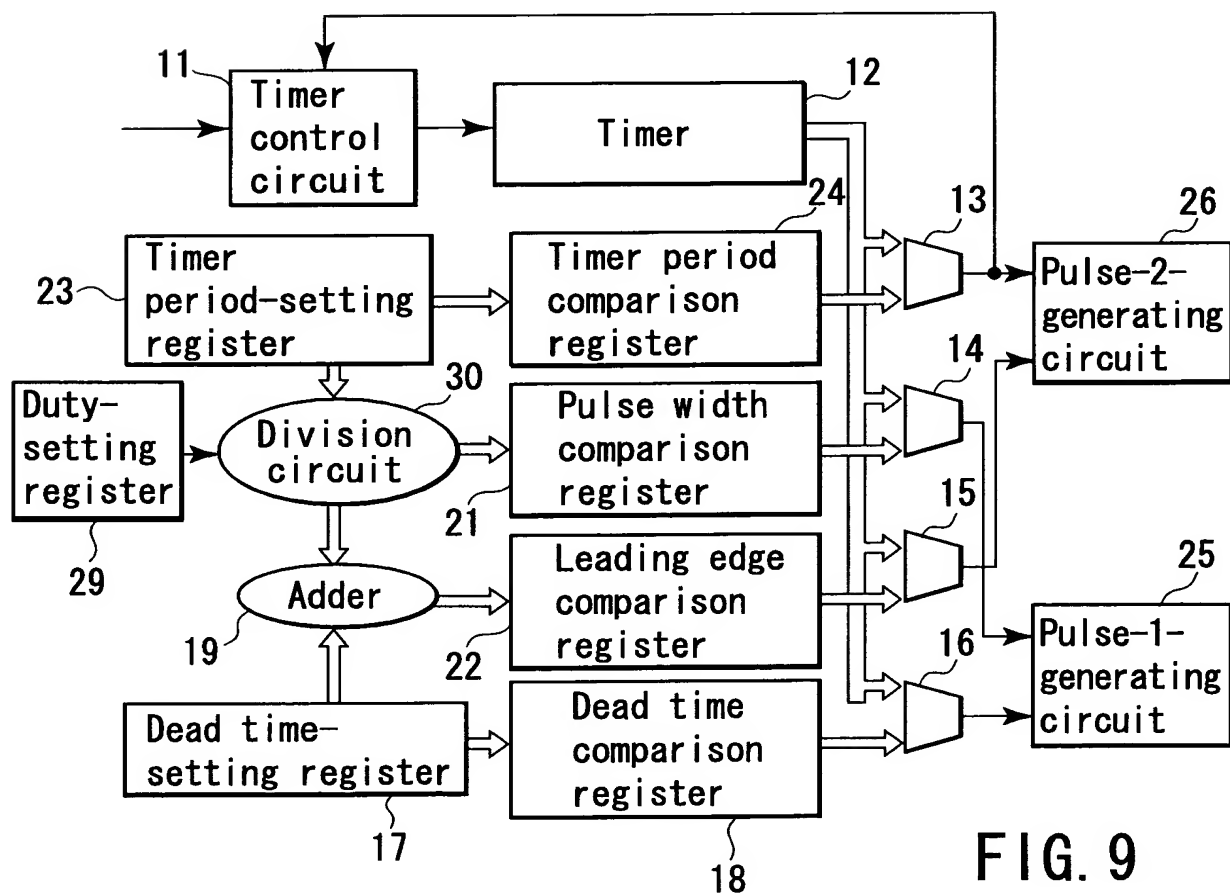 11
Timer
control
circuit
12
Timer
13
23
Timer
period-setting
register
24
Timer period
comparison
register
26
Pulse-2-
generating
circuit
14
29
Duty-
setting
register
30
Division
circuit
21
Pulse width
comparison
register
15
19
Adder
22
Leading edge
comparison
register
25
Pulse-1-
generating
circuit
16
17
Dead time-
setting register
18
Dead time
comparison
register
FIG. 9